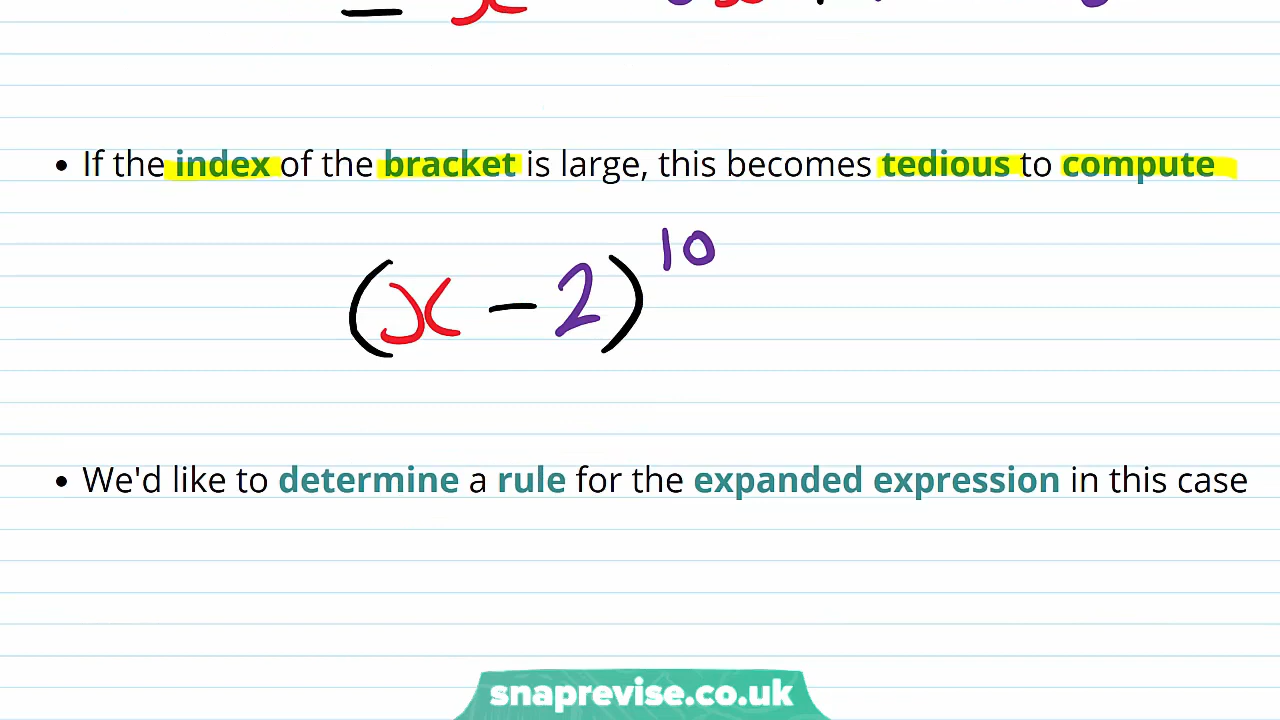 • If the index of the bracket is large, this becomes tedious to compute
(x - 2)^10
• We'd like to determine a rule for the expanded expression in this case
snaprevise.co.uk